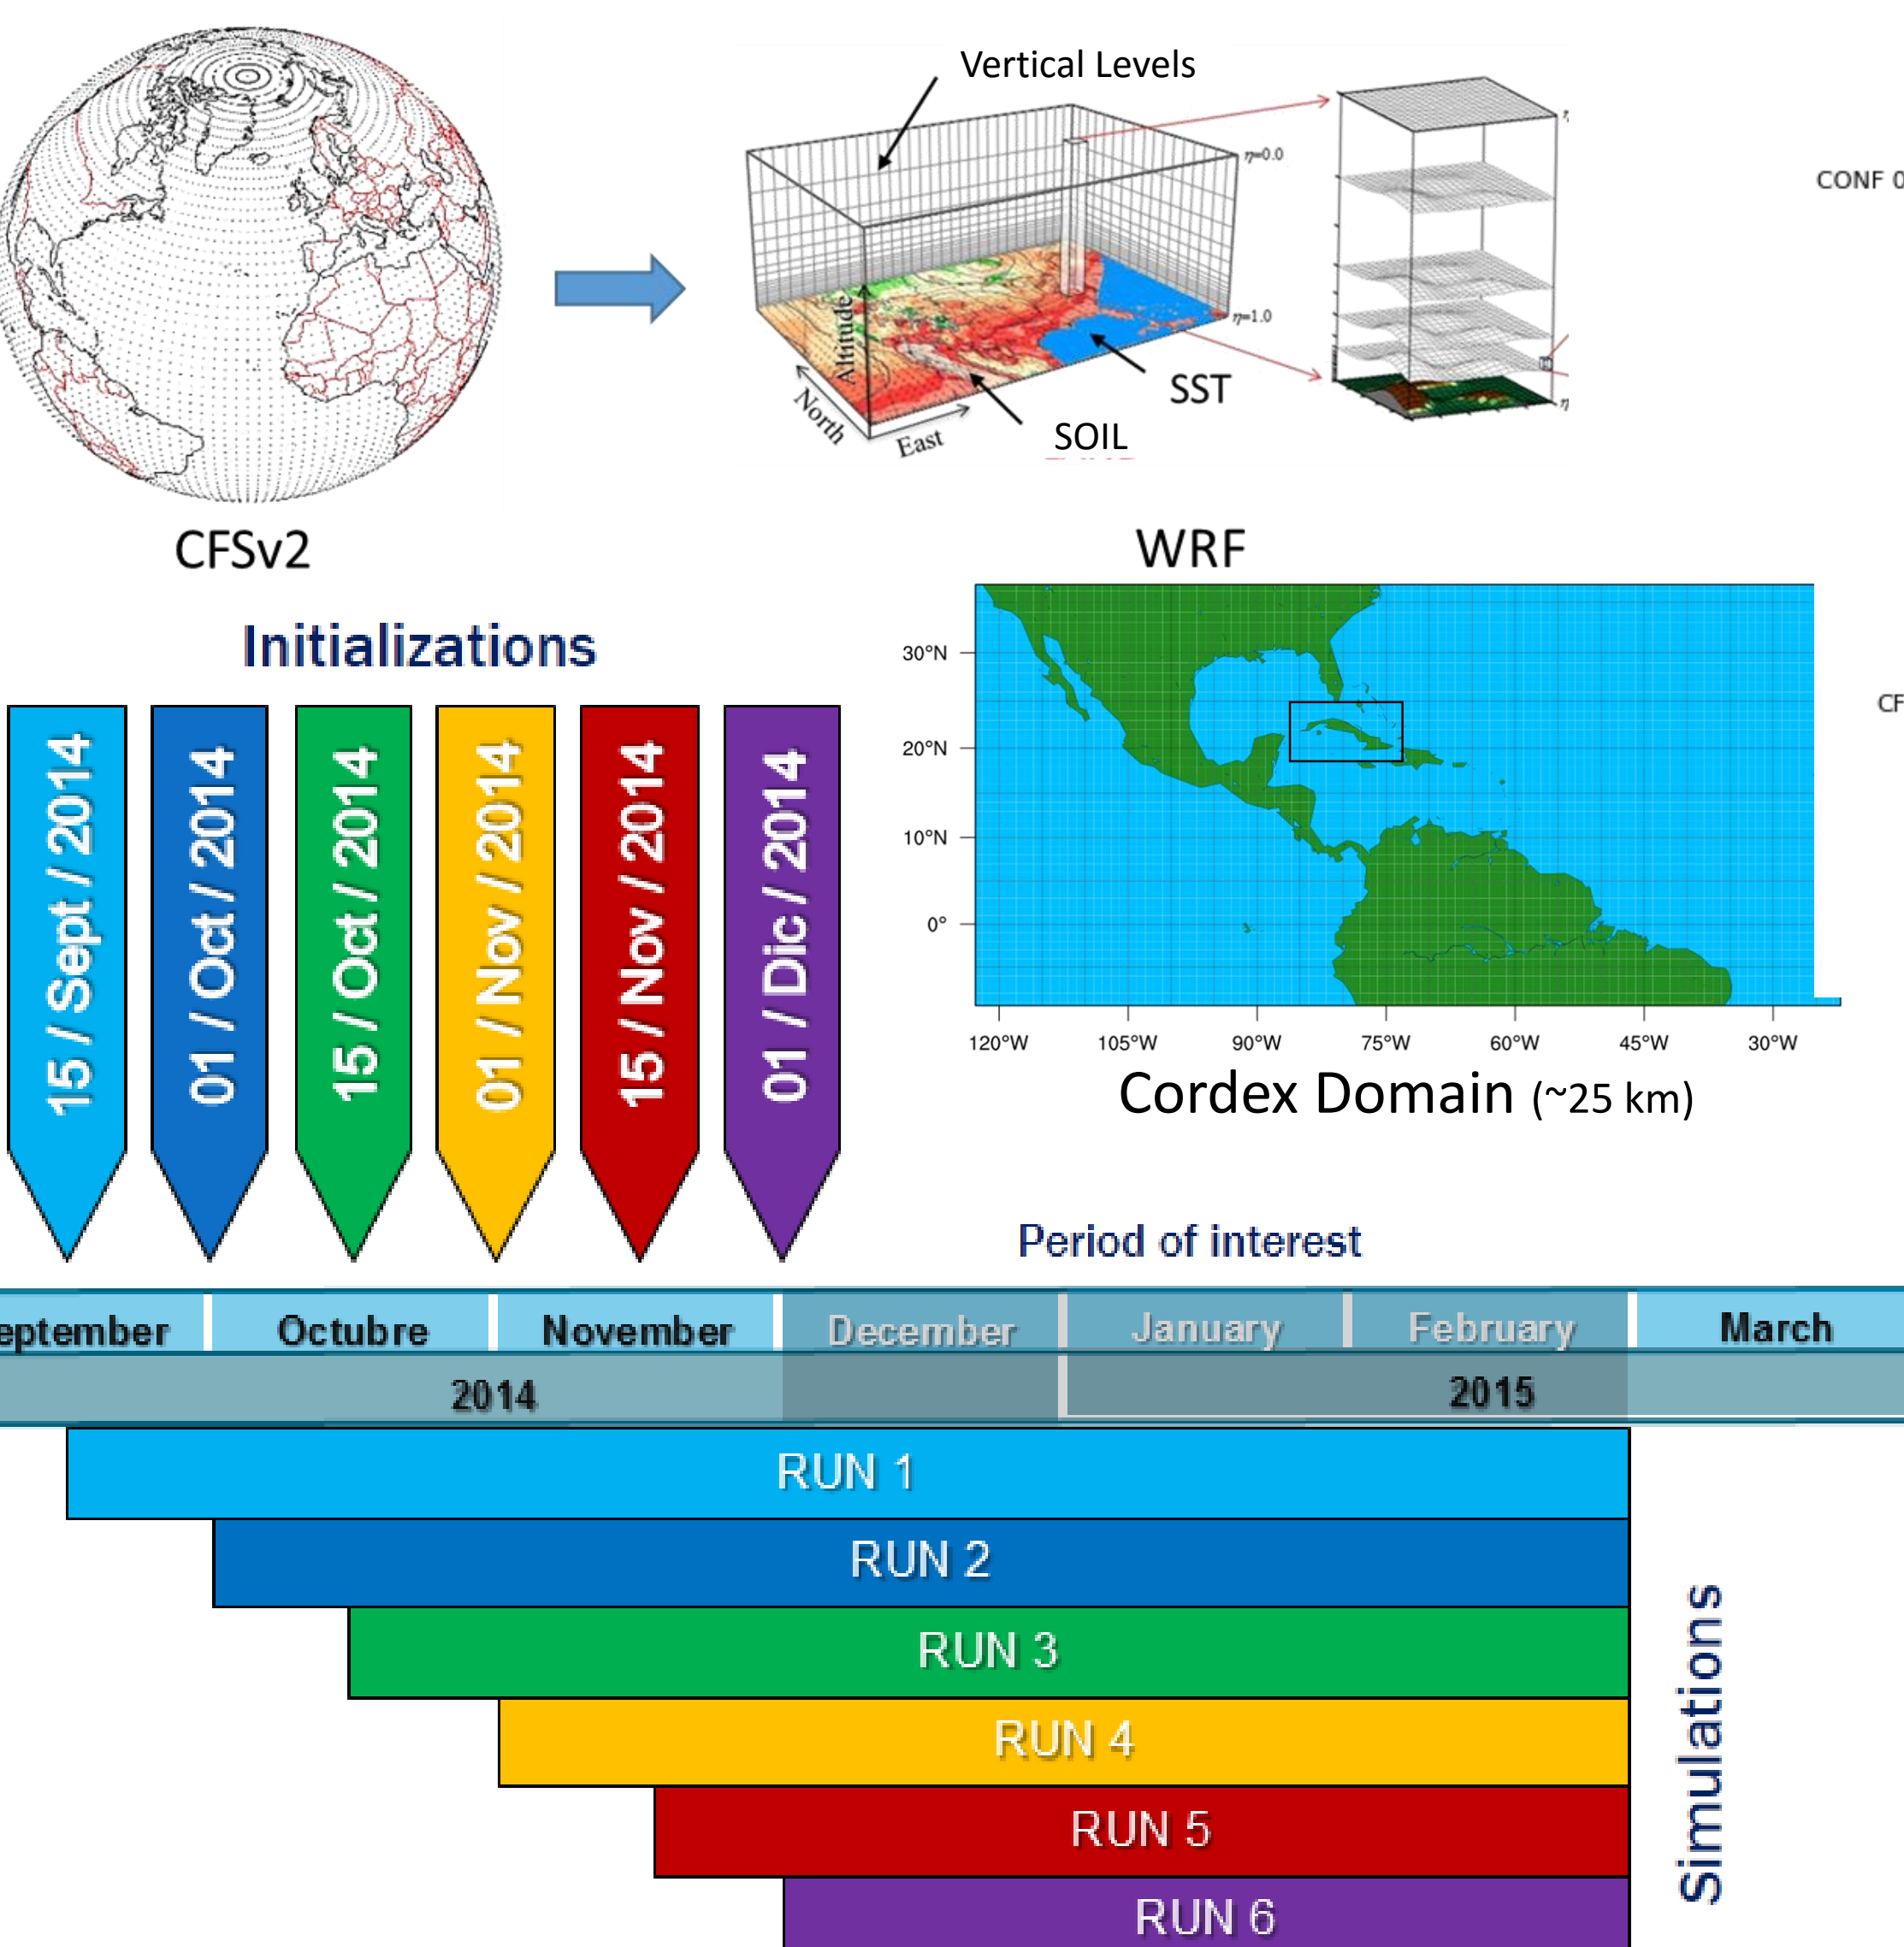 Vertical Levels
η=0.0
CONF 0
η=1.0
Altitude
North
East
SST
SOIL
CFSv2
WRF
Initializations
30°N
20°N
10°N
0°
120°W
105°W
90°W
75°W
60°W
45°W
30°W
CF
15 / Sept / 2014
01 / Oct / 2014
15 / Oct / 2014
01 / Nov / 2014
15 / Nov / 2014
01 / Dic / 2014
Cordex Domain (~25 km)
Period of interest
eptember
Octubre
November
December
January
February
March
2014
2015
RUN 1
RUN 2
RUN 3
RUN 4
RUN 5
RUN 6
Simulations